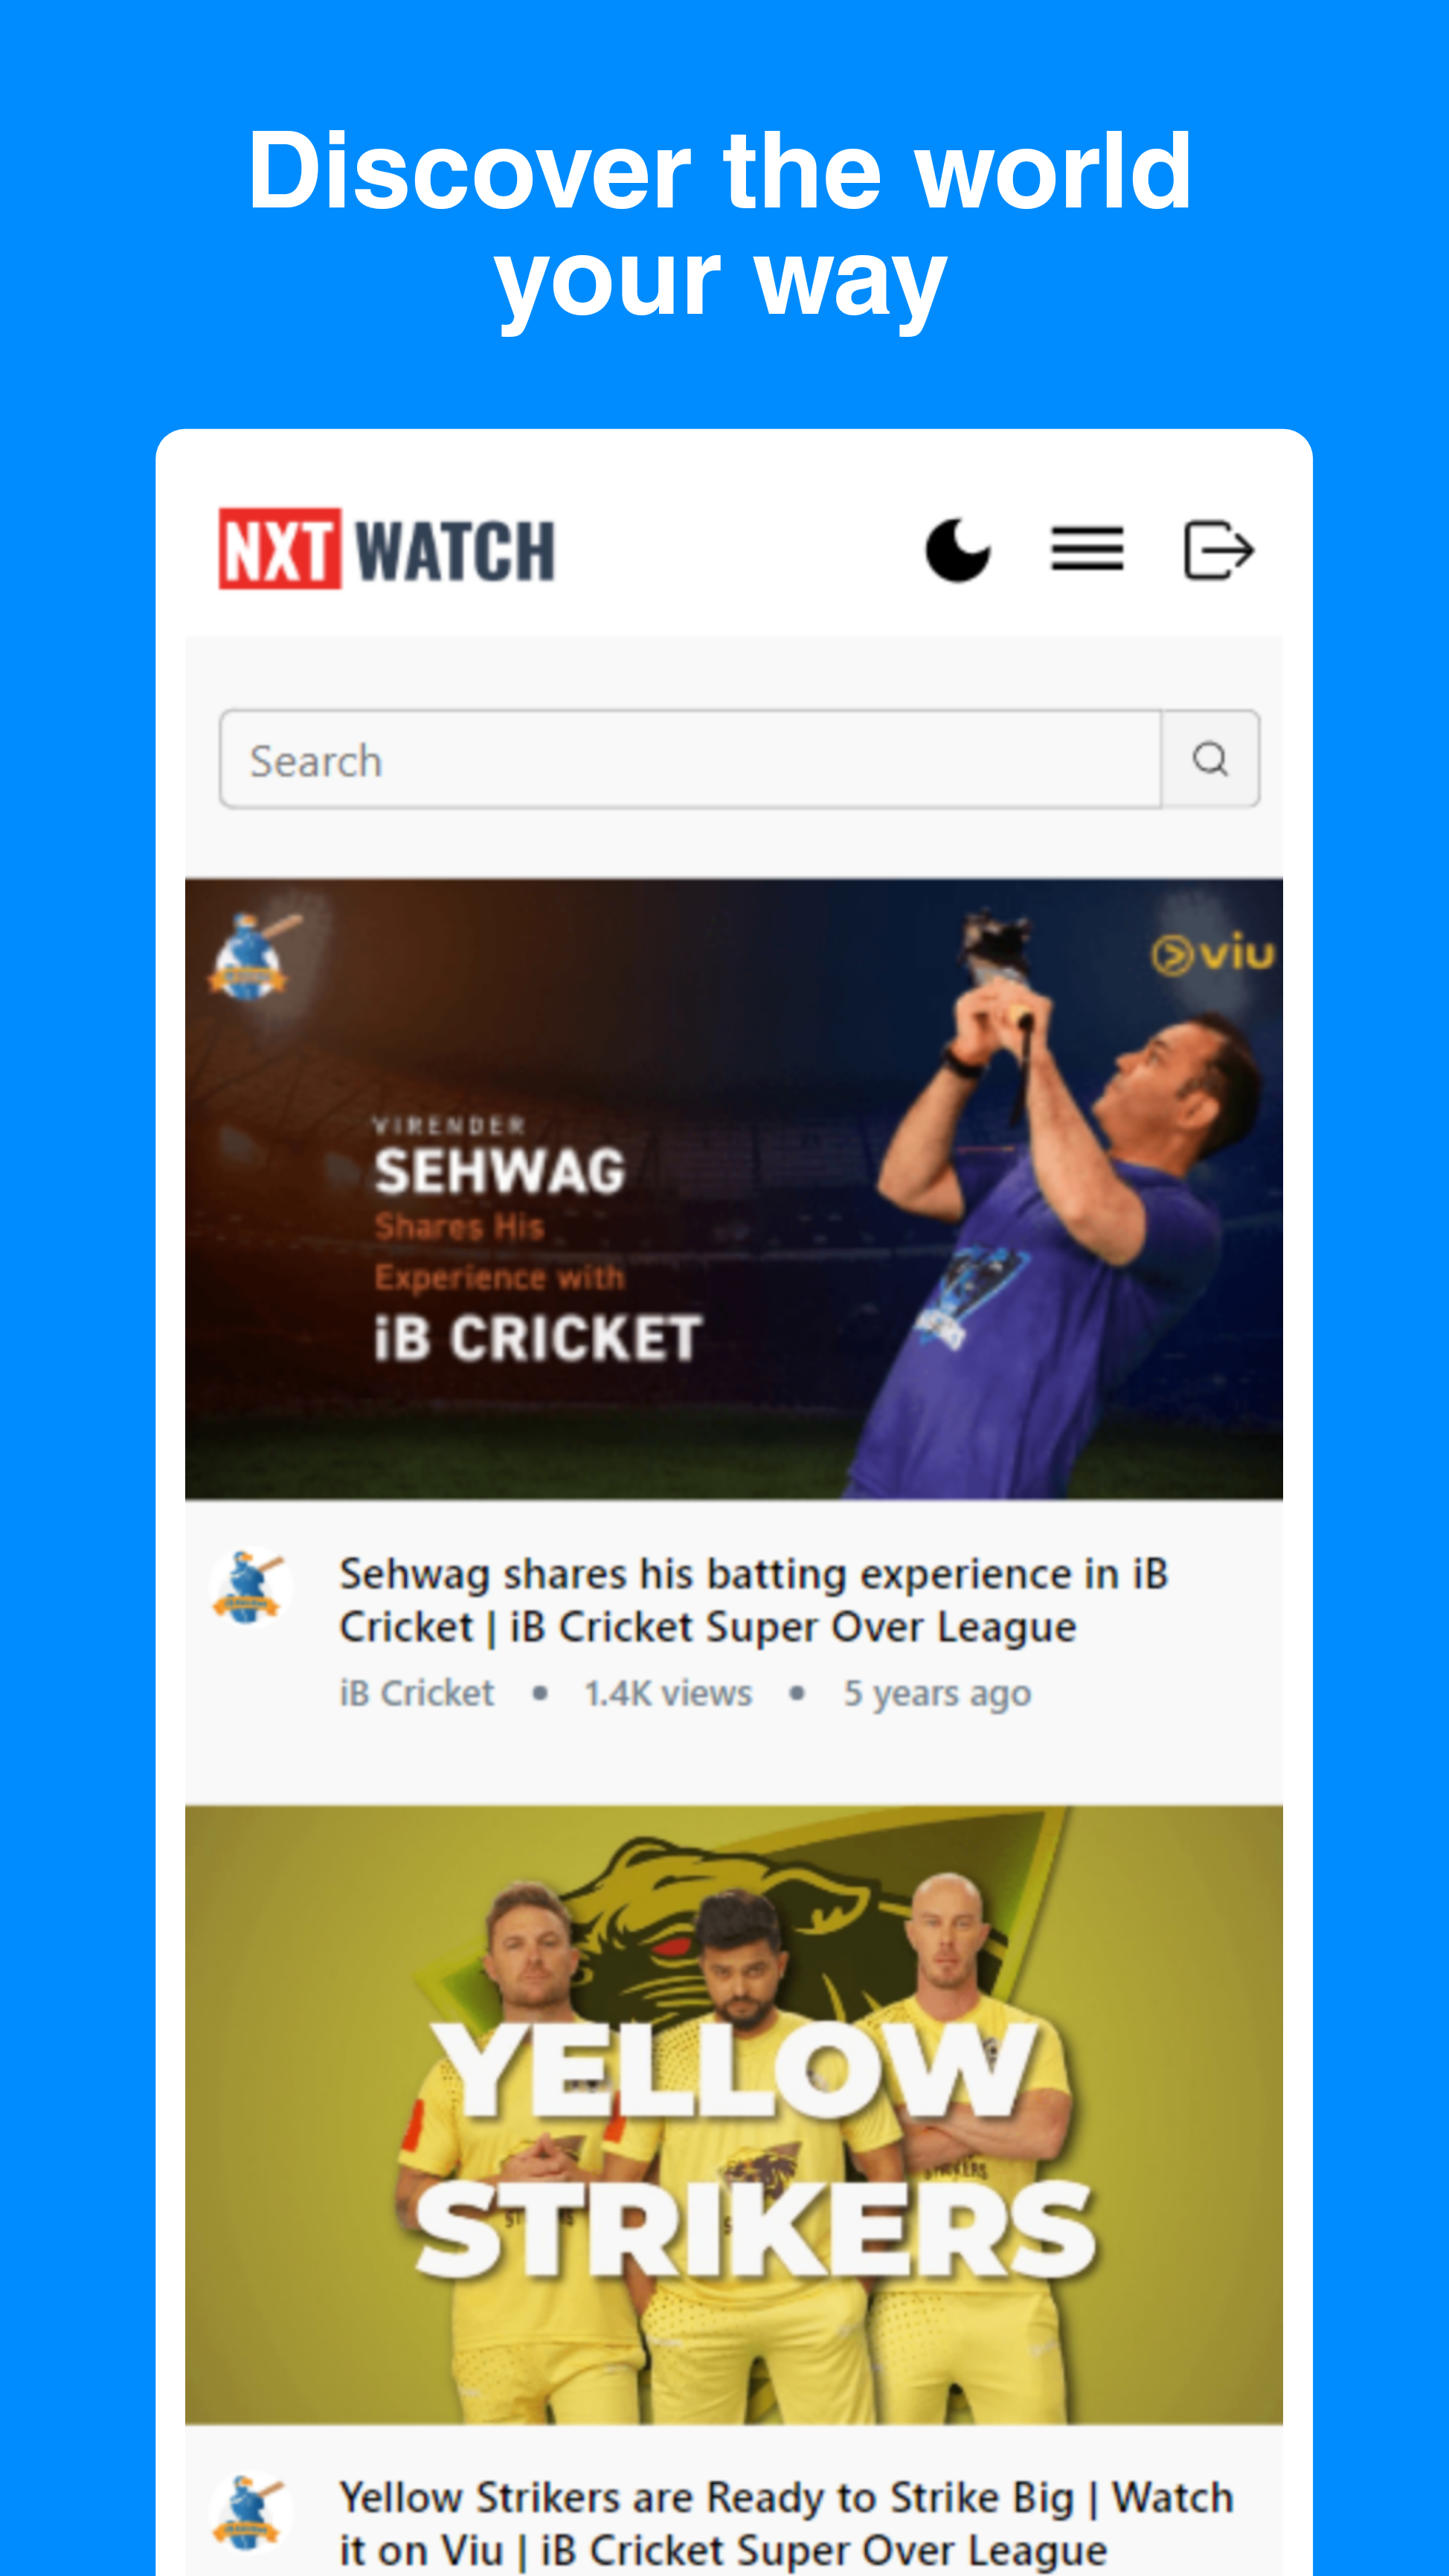 Discover the world
your way
NXT WATCH
Search
viu
VIRENDER
SEHWAG
Shares His
Experience with
iB CRICKET
Sehwag shares his batting experience in iB
Cricket | iB Cricket Super Over League
iB Cricket • 1.4K views • 5 years ago
YELLOW
STRIKERS
Yellow Strikers are Ready to Strike Big | Watch
it on Viu | iB Cricket Super Over League